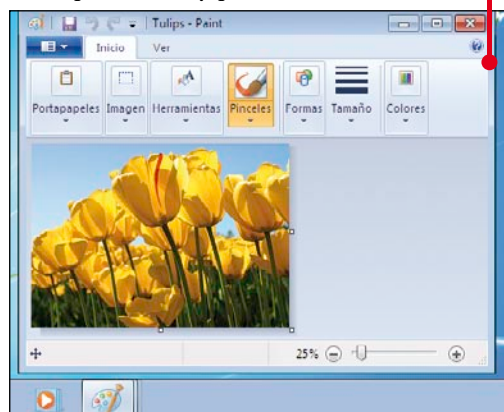 Tulips - Paint
Inicio Ver
Portapapeles Imagen Herramientas Pinceles Formas Tamaño Colores
25%